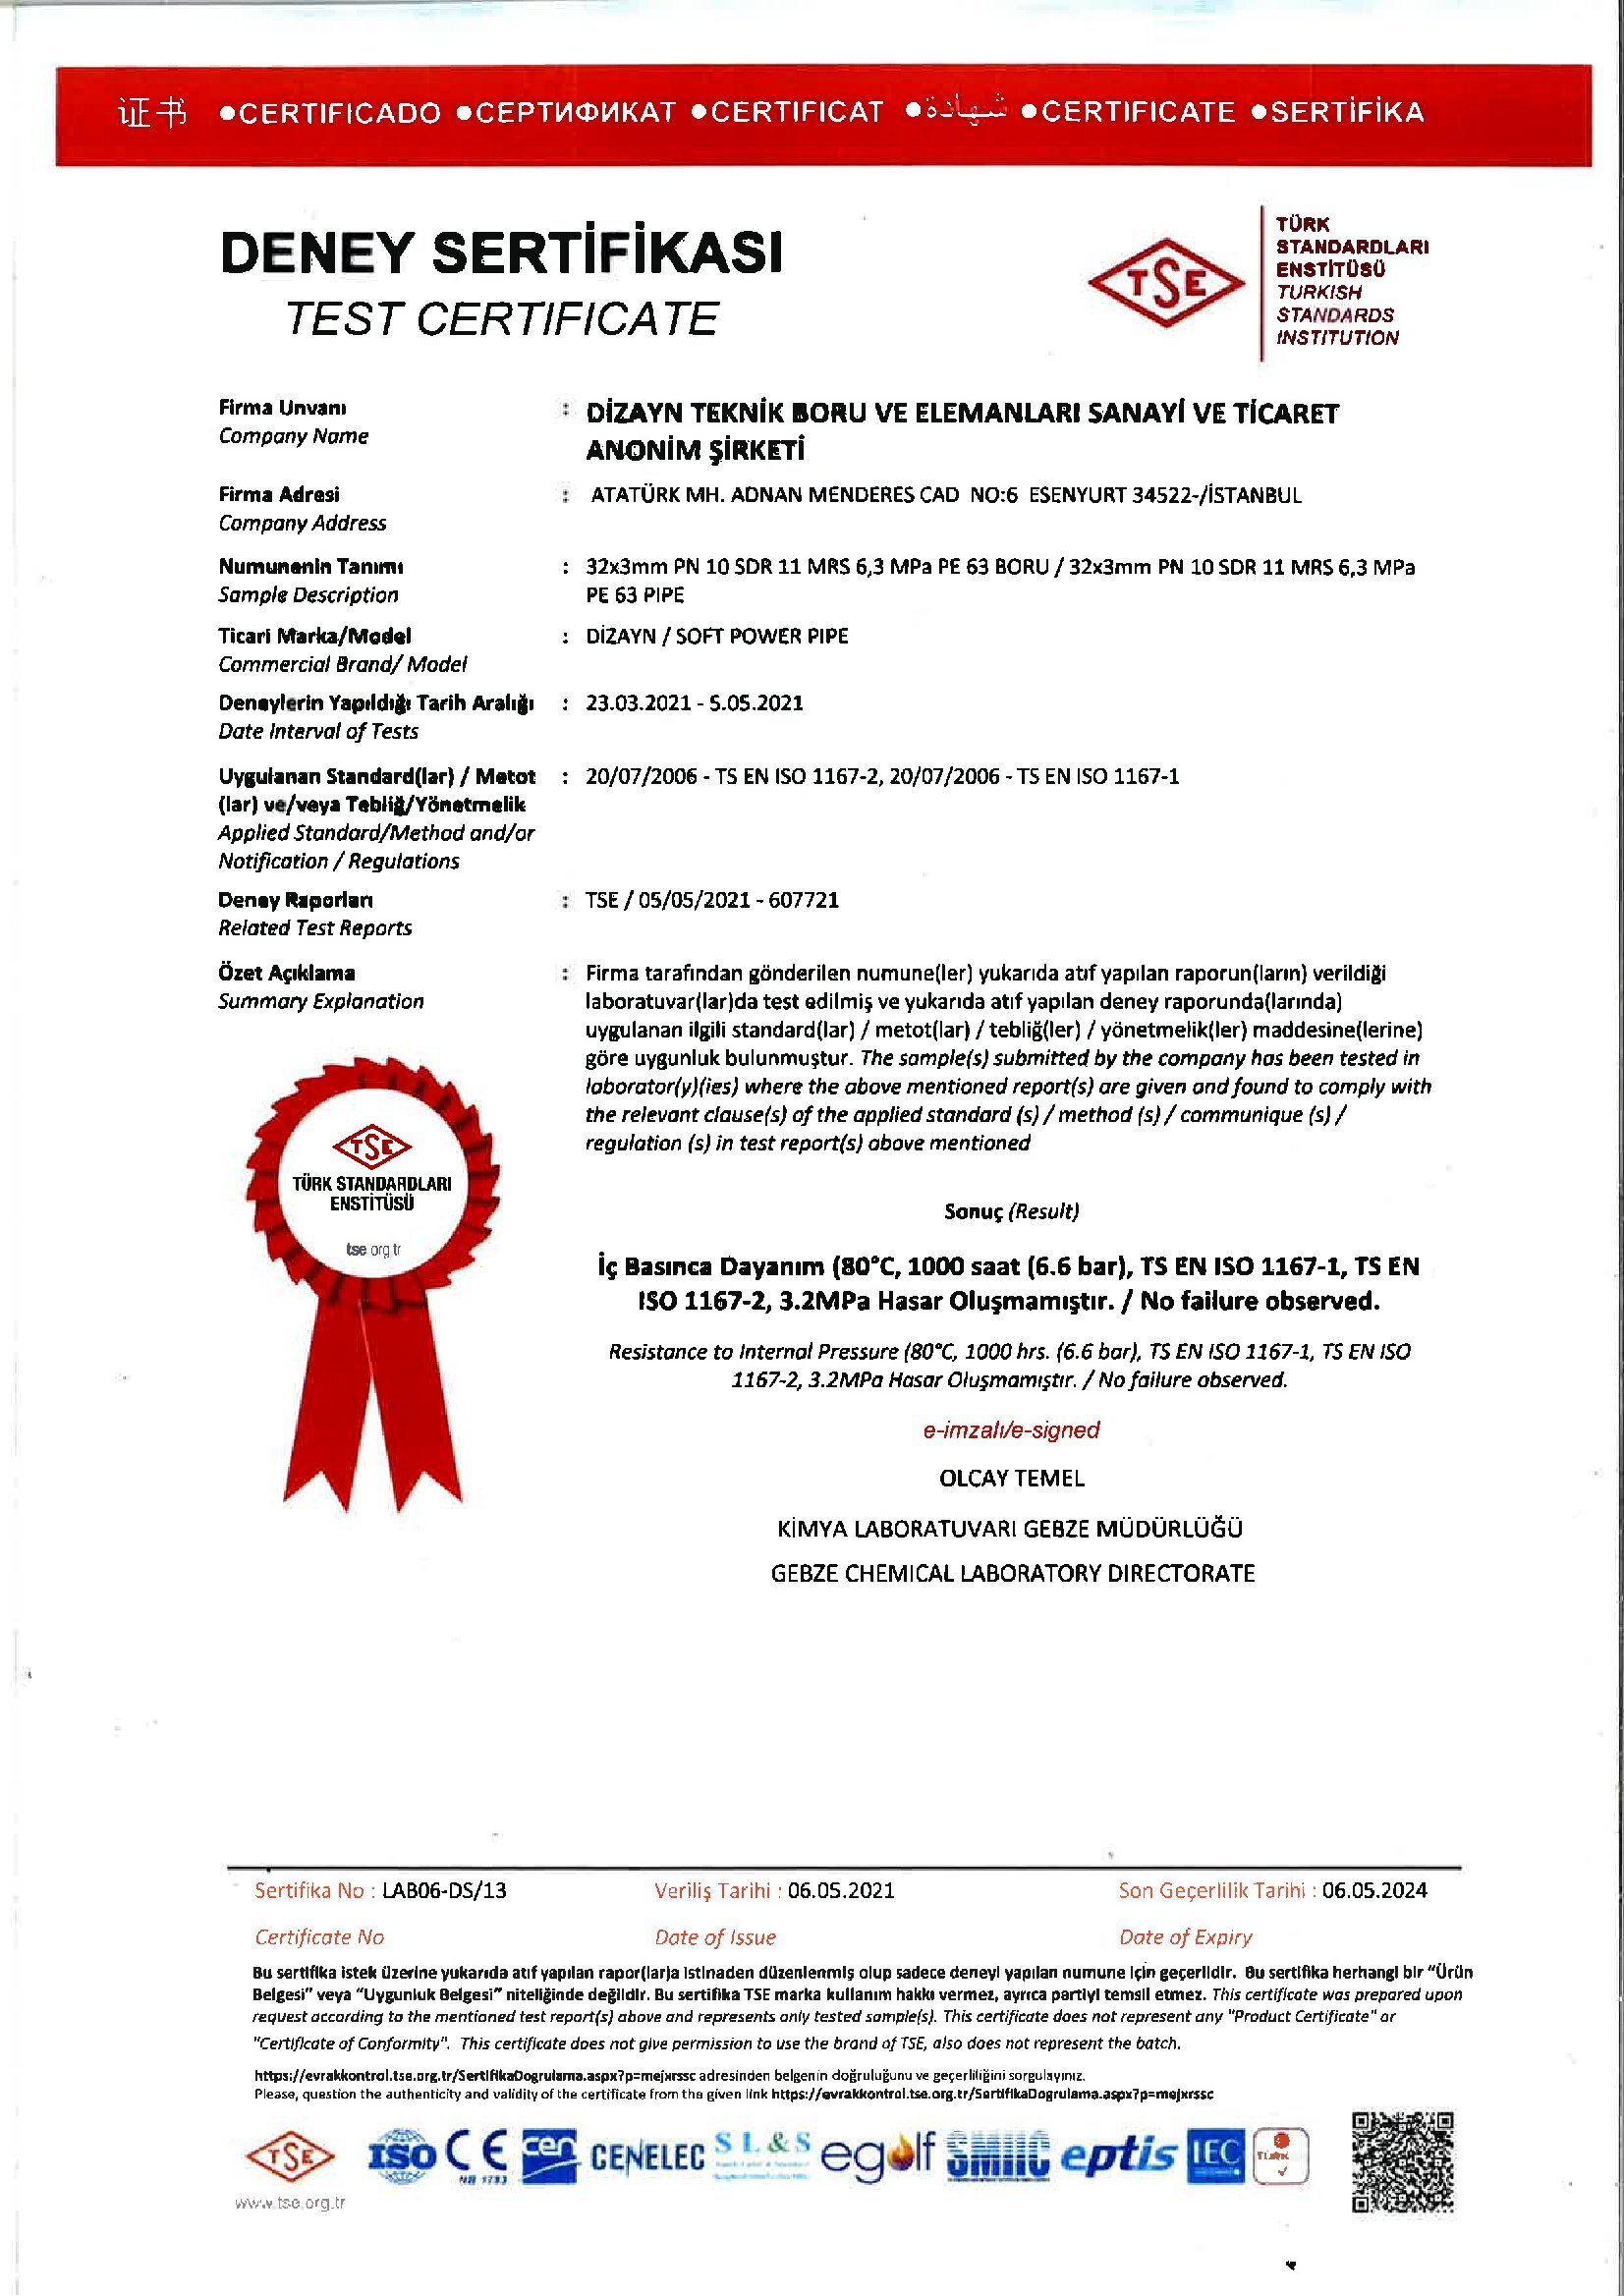 证书 ●CERTIFICADO ●СЕРТИФИКАТ ●CERTIFICAT ●شهادة ●CERTIFICATE ●SERTİFİKA
DENEY SERTİFİKASI
TEST CERTIFICATE
TSE
TÜRK
STANDARDLARI
ENSTİTÜSÜ
TURKISH
STANDARDS
INSTITUTION
Firma Unvanı : DİZAYN TEKNİK BORU VE ELEMANLARI SANAYİ VE TİCARET
Company Name ANONİM ŞİRKETİ
Firma Adresi : ATATÜRK MH. ADNAN MENDERES CAD NO:6 ESENYURT 34522-/İSTANBUL
Company Address
Numunenin Tanımı : 32x3mm PN 10 SDR 11 MRS 6,3 MPa PE 63 BORU / 32x3mm PN 10 SDR 11 MRS 6,3 MPa
Sample Description PE 63 PIPE
Ticari Marka/Model : DİZAYN / SOFT POWER PIPE
Commercial Brand/ Model
Deneylerin Yapıldığı Tarih Aralığı : 23.03.2021 - 5.05.2021
Date Interval of Tests
Uygulanan Standard(lar) / Metot : 20/07/2006 - TS EN ISO 1167-2, 20/07/2006 - TS EN ISO 1167-1
(lar) ve/veya Tebliğ/Yönetmelik
Applied Standard/Method and/or
Notification / Regulations
Deney Raporları : TSE / 05/05/2021 - 607721
Related Test Reports
Özet Açıklama : Firma tarafından gönderilen numune(ler) yukarıda atıf yapılan raporun(ların) verildiği
Summary Explanation laboratuvar(lar)da test edilmiş ve yukarıda atıf yapılan deney raporunda(larında)
uygulanan ilgili standard(lar) / metot(lar) / tebliğ(ler) / yönetmelik(ler) maddesine(lerine)
göre uygunluk bulunmuştur. The sample(s) submitted by the company has been tested in
laborator(y)(ies) where the above mentioned report(s) are given and found to comply with
the relevant clause(s) of the applied standard (s) / method (s) / communique (s) /
regulation (s) in test report(s) above mentioned
TSE
TÜRK STANDARDLARI
ENSTİTÜSÜ
tse.org.tr
Sonuç (Result)
İç Basınca Dayanım (80°C, 1000 saat (6.6 bar), TS EN ISO 1167-1, TS EN
ISO 1167-2, 3.2MPa Hasar Oluşmamıştır. / No failure observed.
Resistance to Internal Pressure (80°C, 1000 hrs. (6.6 bar), TS EN ISO 1167-1, TS EN ISO
1167-2, 3.2MPa Hasar Oluşmamıştır. / No failure observed.
e-imzalı/e-signed
OLCAY TEMEL
KİMYA LABORATUVARI GEBZE MÜDÜRLÜĞÜ
GEBZE CHEMICAL LABORATORY DIRECTORATE
Sertifika No : LAB06-DS/13 Veriliş Tarihi : 06.05.2021 Son Geçerlilik Tarihi : 06.05.2024
Certificate No Date of Issue Date of Expiry
Bu sertifika istek üzerine yukarıda atıf yapılan rapor(lar)a istinaden düzenlenmiş olup sadece deneyi yapılan numune için geçerlidir. Bu sertifika herhangi bir "Ürün
Belgesi" veya "Uygunluk Belgesi" niteliğinde değildir. Bu sertifika TSE marka kullanım hakkı vermez, ayrıca partiyi temsil etmez. This certificate was prepared upon
request according to the mentioned test report(s) above and represents only tested sample(s). This certificate does not represent any "Product Certificate" or
"Certificate of Conformity". This certificate does not give permission to use the brand of TSE, also does not represent the batch.
https://evrakkontrol.tse.org.tr/SertifikaDogrulama.aspx?p=mejxrssc adresinden belgenin doğruluğunu ve geçerliliğini sorgulayınız.
Please, question the authenticity and validity of the certificate from the given link https://evrakkontrol.tse.org.tr/SertifikaDogrulama.aspx?p=mejxrssc
TSE ISO CE NB 1783 cen CENELEC SL&S egolf SMIIC eptis IEC TURK
www.tse.org.tr